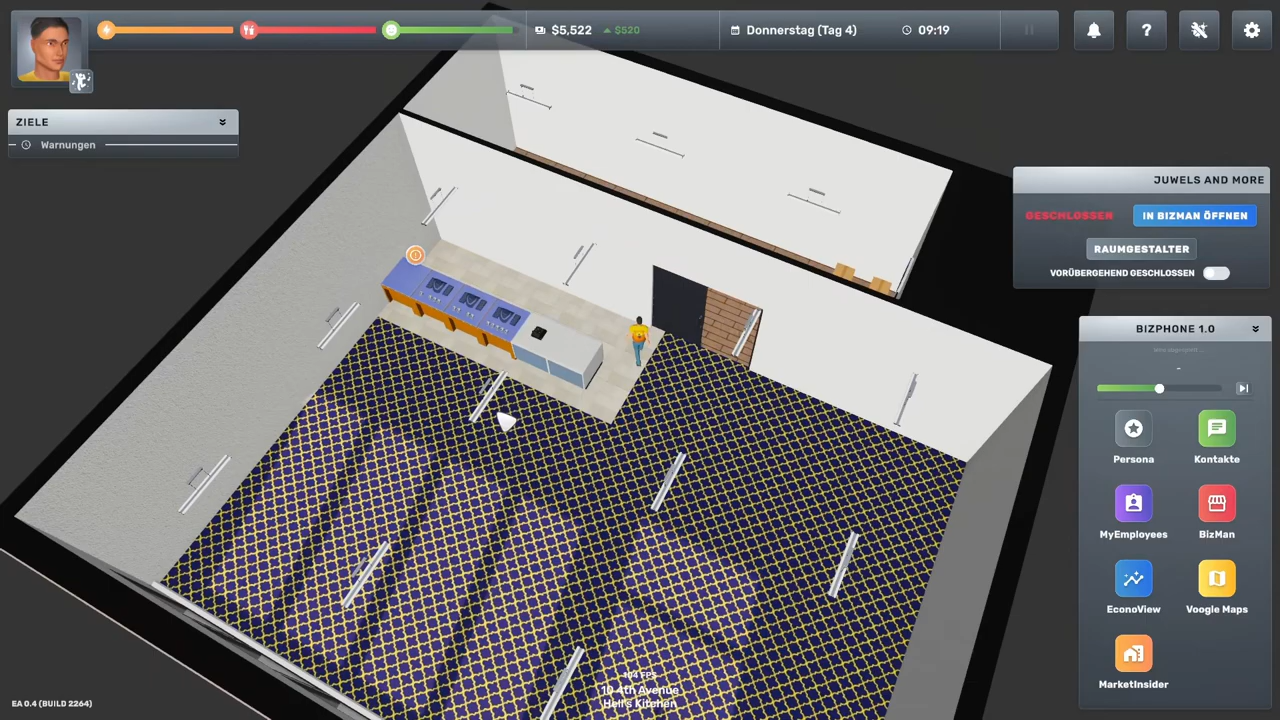 $5,522
$520
Donnerstag (Tag 4)
09:19
?
ZIELE
Warnungen
JUWELS AND MORE
GESCHLOSSEN
IN BIZMAN ÖFFNEN
RAUMGESTALTER
VORÜBERGEHEND GESCHLOSSEN
BIZPHONE 1.0
-
Persona
Kontakte
MyEmployees
BizMan
EconoView
Voogle Maps
MarketInsider
104 FPS
10 4th Avenue
Hell's Kitchen
EA 0.4 (BUILD 2264)